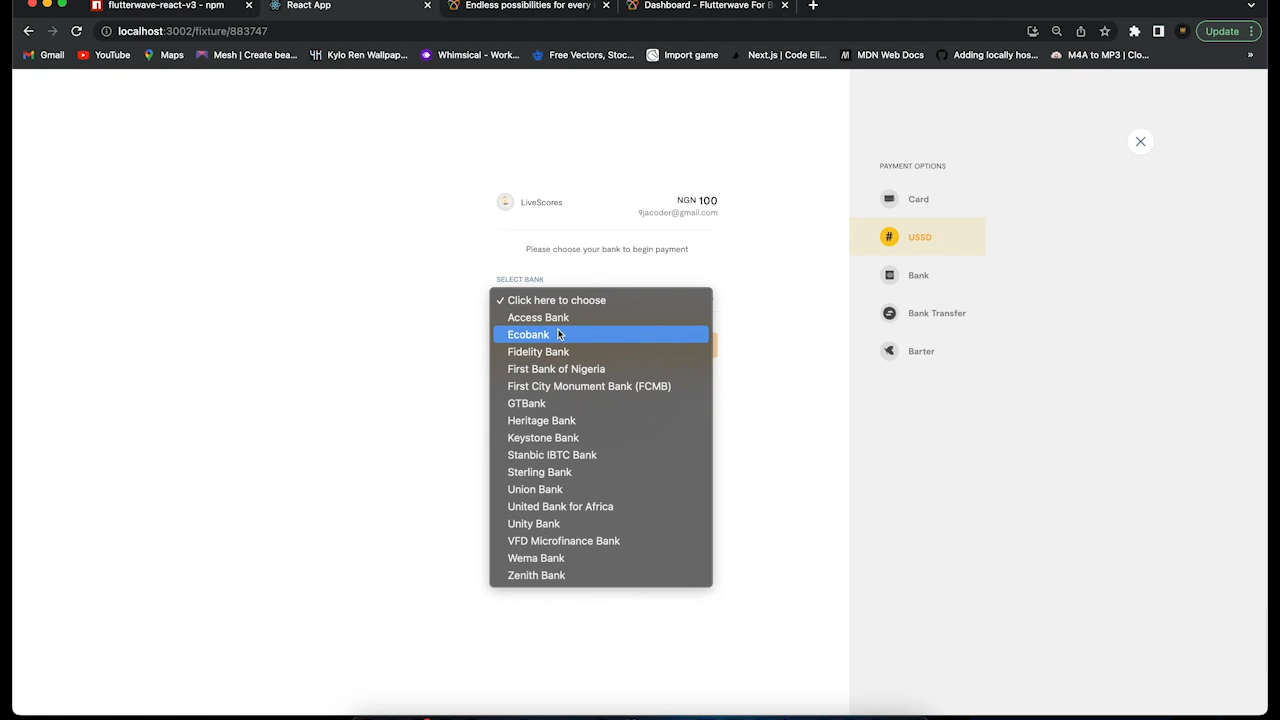 flutterwave-react-v3 - npm
React App
Endless possibilities for every
Dashboard - Flutterwave For B
localhost:3002/fixture/883747
Update
Gmail
YouTube
Maps
Mesh | Create bea...
Kylo Ren Wallpap...
Whimsical - Work...
Free Vectors, Stoc...
Import game
Next.js | Code Eli...
MDN Web Docs
Adding locally hos...
M4A to MP3 | Clo...
LiveScores
NGN 100
9jacoder@gmail.com
Please choose your bank to begin payment
SELECT BANK
✓ Click here to choose
Access Bank
Ecobank
Fidelity Bank
First Bank of Nigeria
First City Monument Bank (FCMB)
GTBank
Heritage Bank
Keystone Bank
Stanbic IBTC Bank
Sterling Bank
Union Bank
United Bank for Africa
Unity Bank
VFD Microfinance Bank
Wema Bank
Zenith Bank
PAYMENT OPTIONS
Card
# USSD
Bank
Bank Transfer
Barter